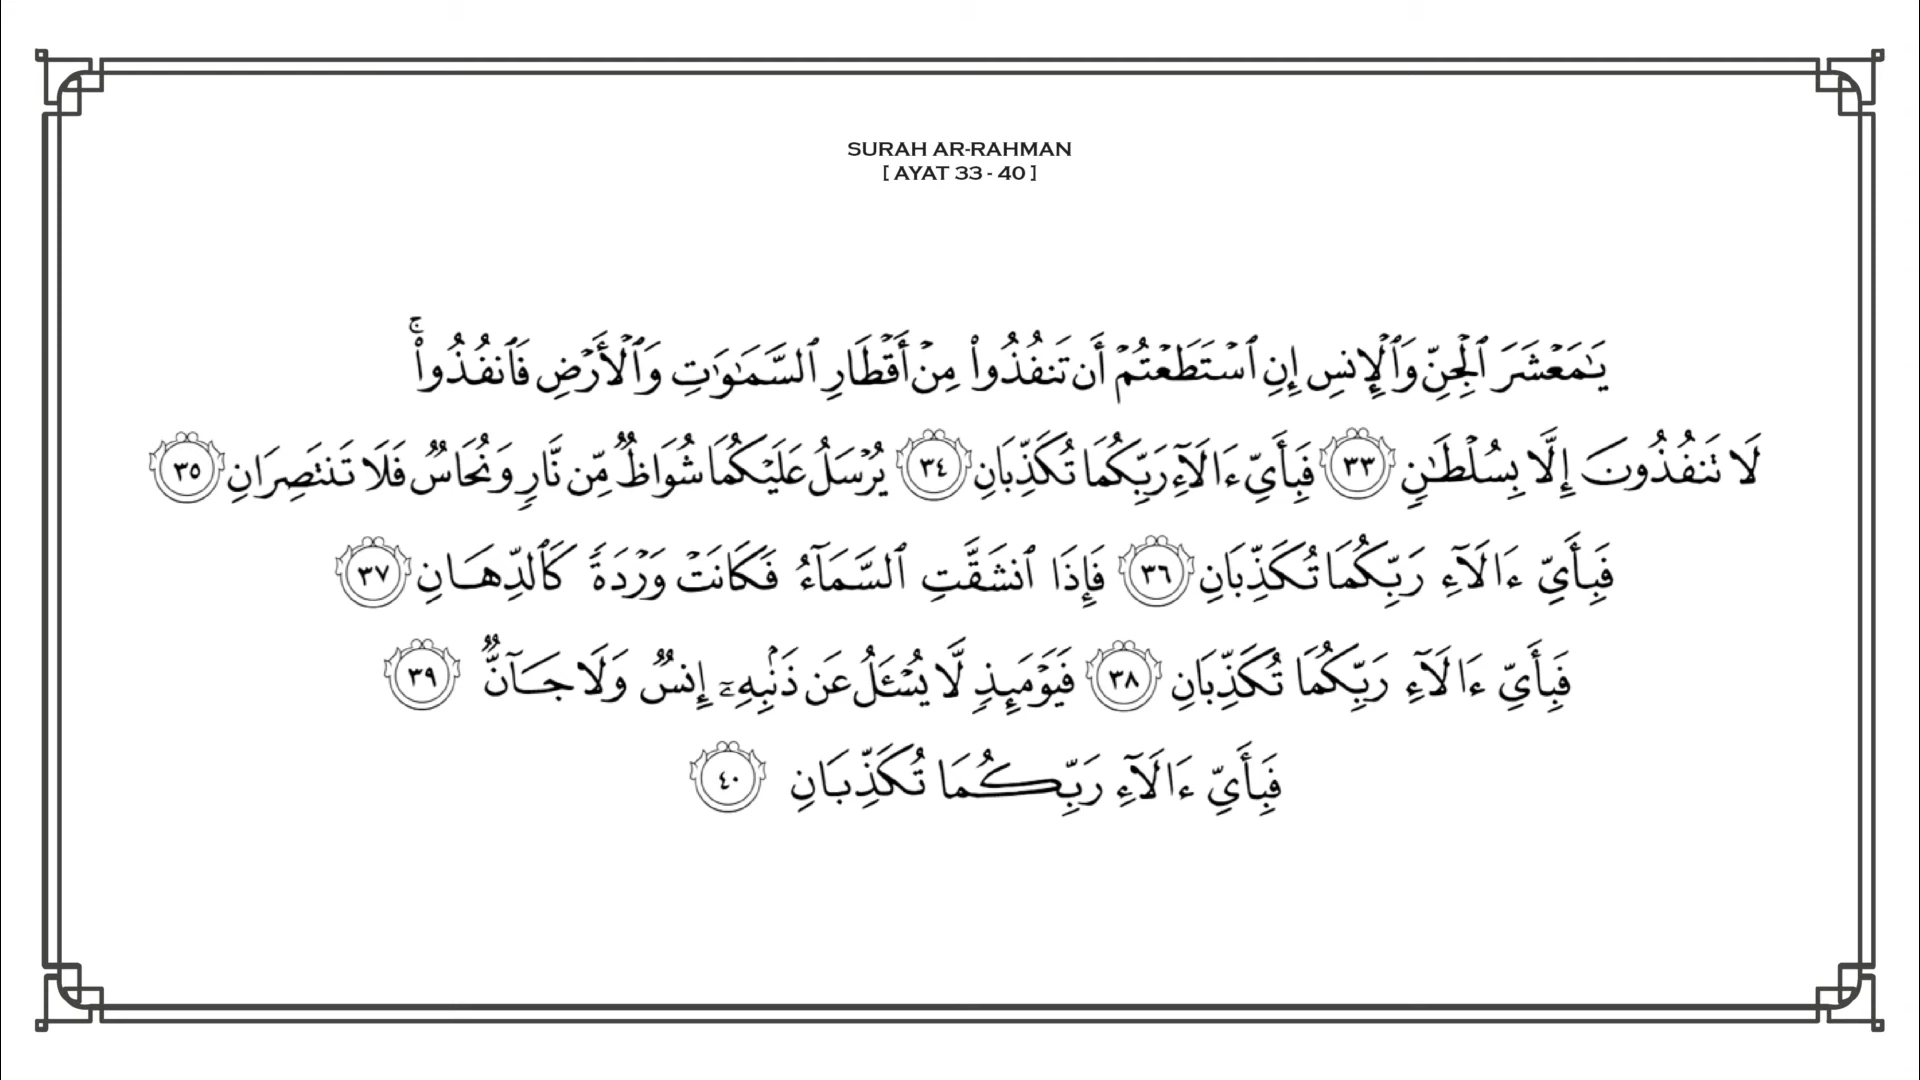 SURAH AR-RAHMAN
[ AYAT 33 - 40 ]
يَـٰمَعْشَرَ ٱلْجِنِّ وَٱلْإِنسِ إِنِ ٱسْتَطَعْتُمْ أَن تَنفُذُوا۟ مِنْ أَقْطَارِ ٱلسَّمَـٰوَٰتِ وَٱلْأَرْضِ فَٱنفُذُوا۟ ۚ
لَا تَنفُذُونَ إِلَّا بِسُلْطَـٰنٍ ٣٣ فَبِأَىِّ ءَالَآءِ رَبِّكُمَا تُكَذِّبَانِ ٣٤ يُرْسَلُ عَلَيْكُمَا شُوَاظٌ مِّن نَّارٍ وَنُحَاسٌ فَلَا تَنتَصِرَانِ ٣٥
فَبِأَىِّ ءَالَآءِ رَبِّكُمَا تُكَذِّبَانِ ٣٦ فَإِذَا ٱنشَقَّتِ ٱلسَّمَآءُ فَكَانَتْ وَرْدَةً كَٱلدِّهَانِ ٣٧
فَبِأَىِّ ءَالَآءِ رَبِّكُمَا تُكَذِّبَانِ ٣٨ فَيَوْمَئِذٍ لَّا يُسْـَٔلُ عَن ذَنۢبِهِۦٓ إِنسٌ وَلَا جَآنٌّ ٣٩
فَبِأَىِّ ءَالَآءِ رَبِّكُمَا تُكَذِّبَانِ ٤٠